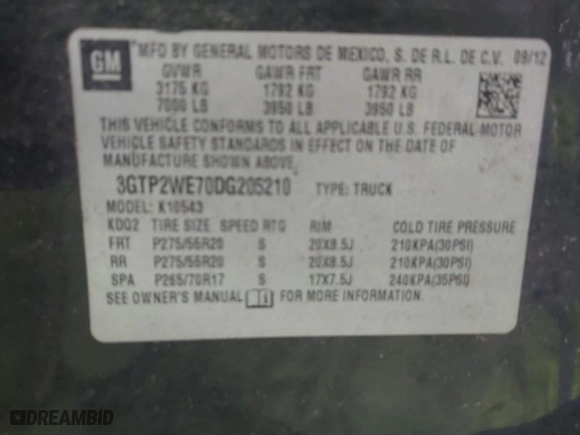 GM
MFD BY GENERAL MOTORS DE MEXICO, S. DE R.L. DE C.V. 09/12
GVWR GAWR FRT GAWR RR
3175 KG 1792 KG 1792 KG
7000 LB 3950 LB 3950 LB
THIS VEHICLE CONFORMS TO ALL APPLICABLE U.S. FEDERAL MOTOR
VEHICLE SAFETY STANDARDS IN EFFECT ON THE DATE OF
MANUFACTURE SHOWN ABOVE.
3GTP2WE70DG205210 TYPE: TRUCK
MODEL: K10543
KDQ2 TIRE SIZE SPEED RTG RIM COLD TIRE PRESSURE
FRT P275/55R20 S 20X8.5J 210KPA(30PSI)
RR P275/55R20 S 20X8.5J 210KPA(30PSI)
SPA P265/70R17 S 17X7.5J 240KPA(35PSI)
SEE OWNER'S MANUAL FOR MORE INFORMATION.
DREAMBID